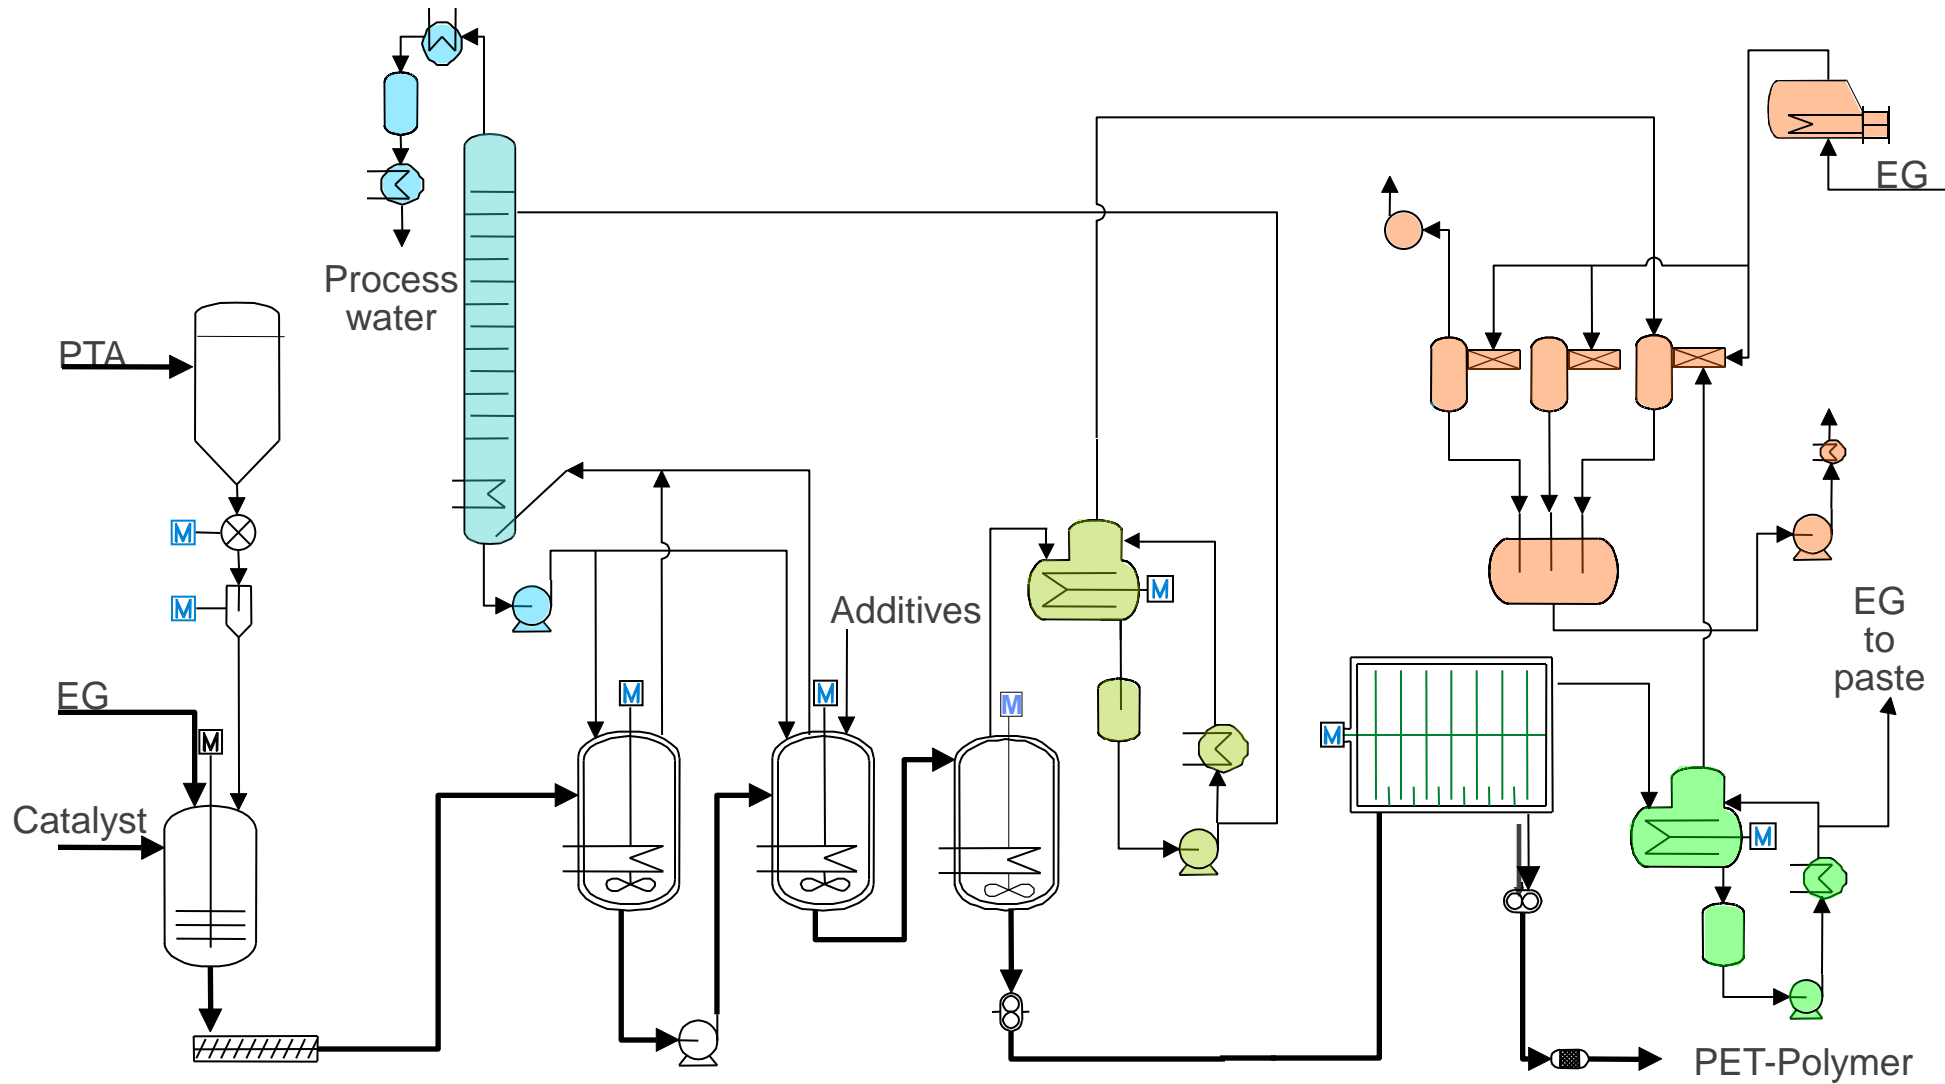 EG
Process
water
PTA
EG
to
paste
M
M
Additives
M
EG
M
M
M
M
M
Catalyst
M
PET-Polymer